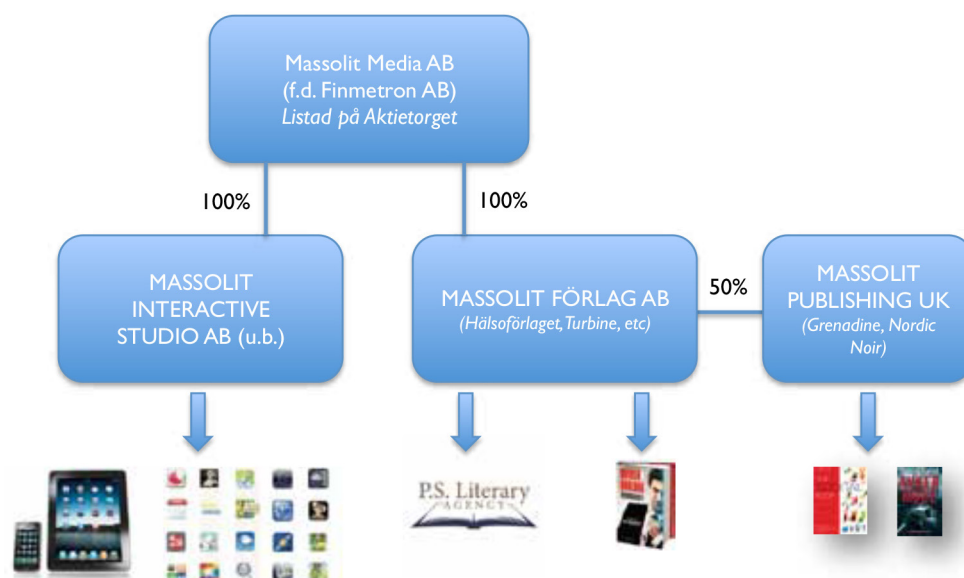 Massolit Media AB
(f.d. Finmetron AB)
Listad på Aktietorget
100%
100%
MASSOLIT
INTERACTIVE
STUDIO AB (u.b.)
MASSOLIT FÖRLAG AB
(Hälsoförlaget, Turbine, etc)
50%
MASSOLIT
PUBLISHING UK
(Grenadine, Nordic
Noir)
P.S. Literary
AGENCY